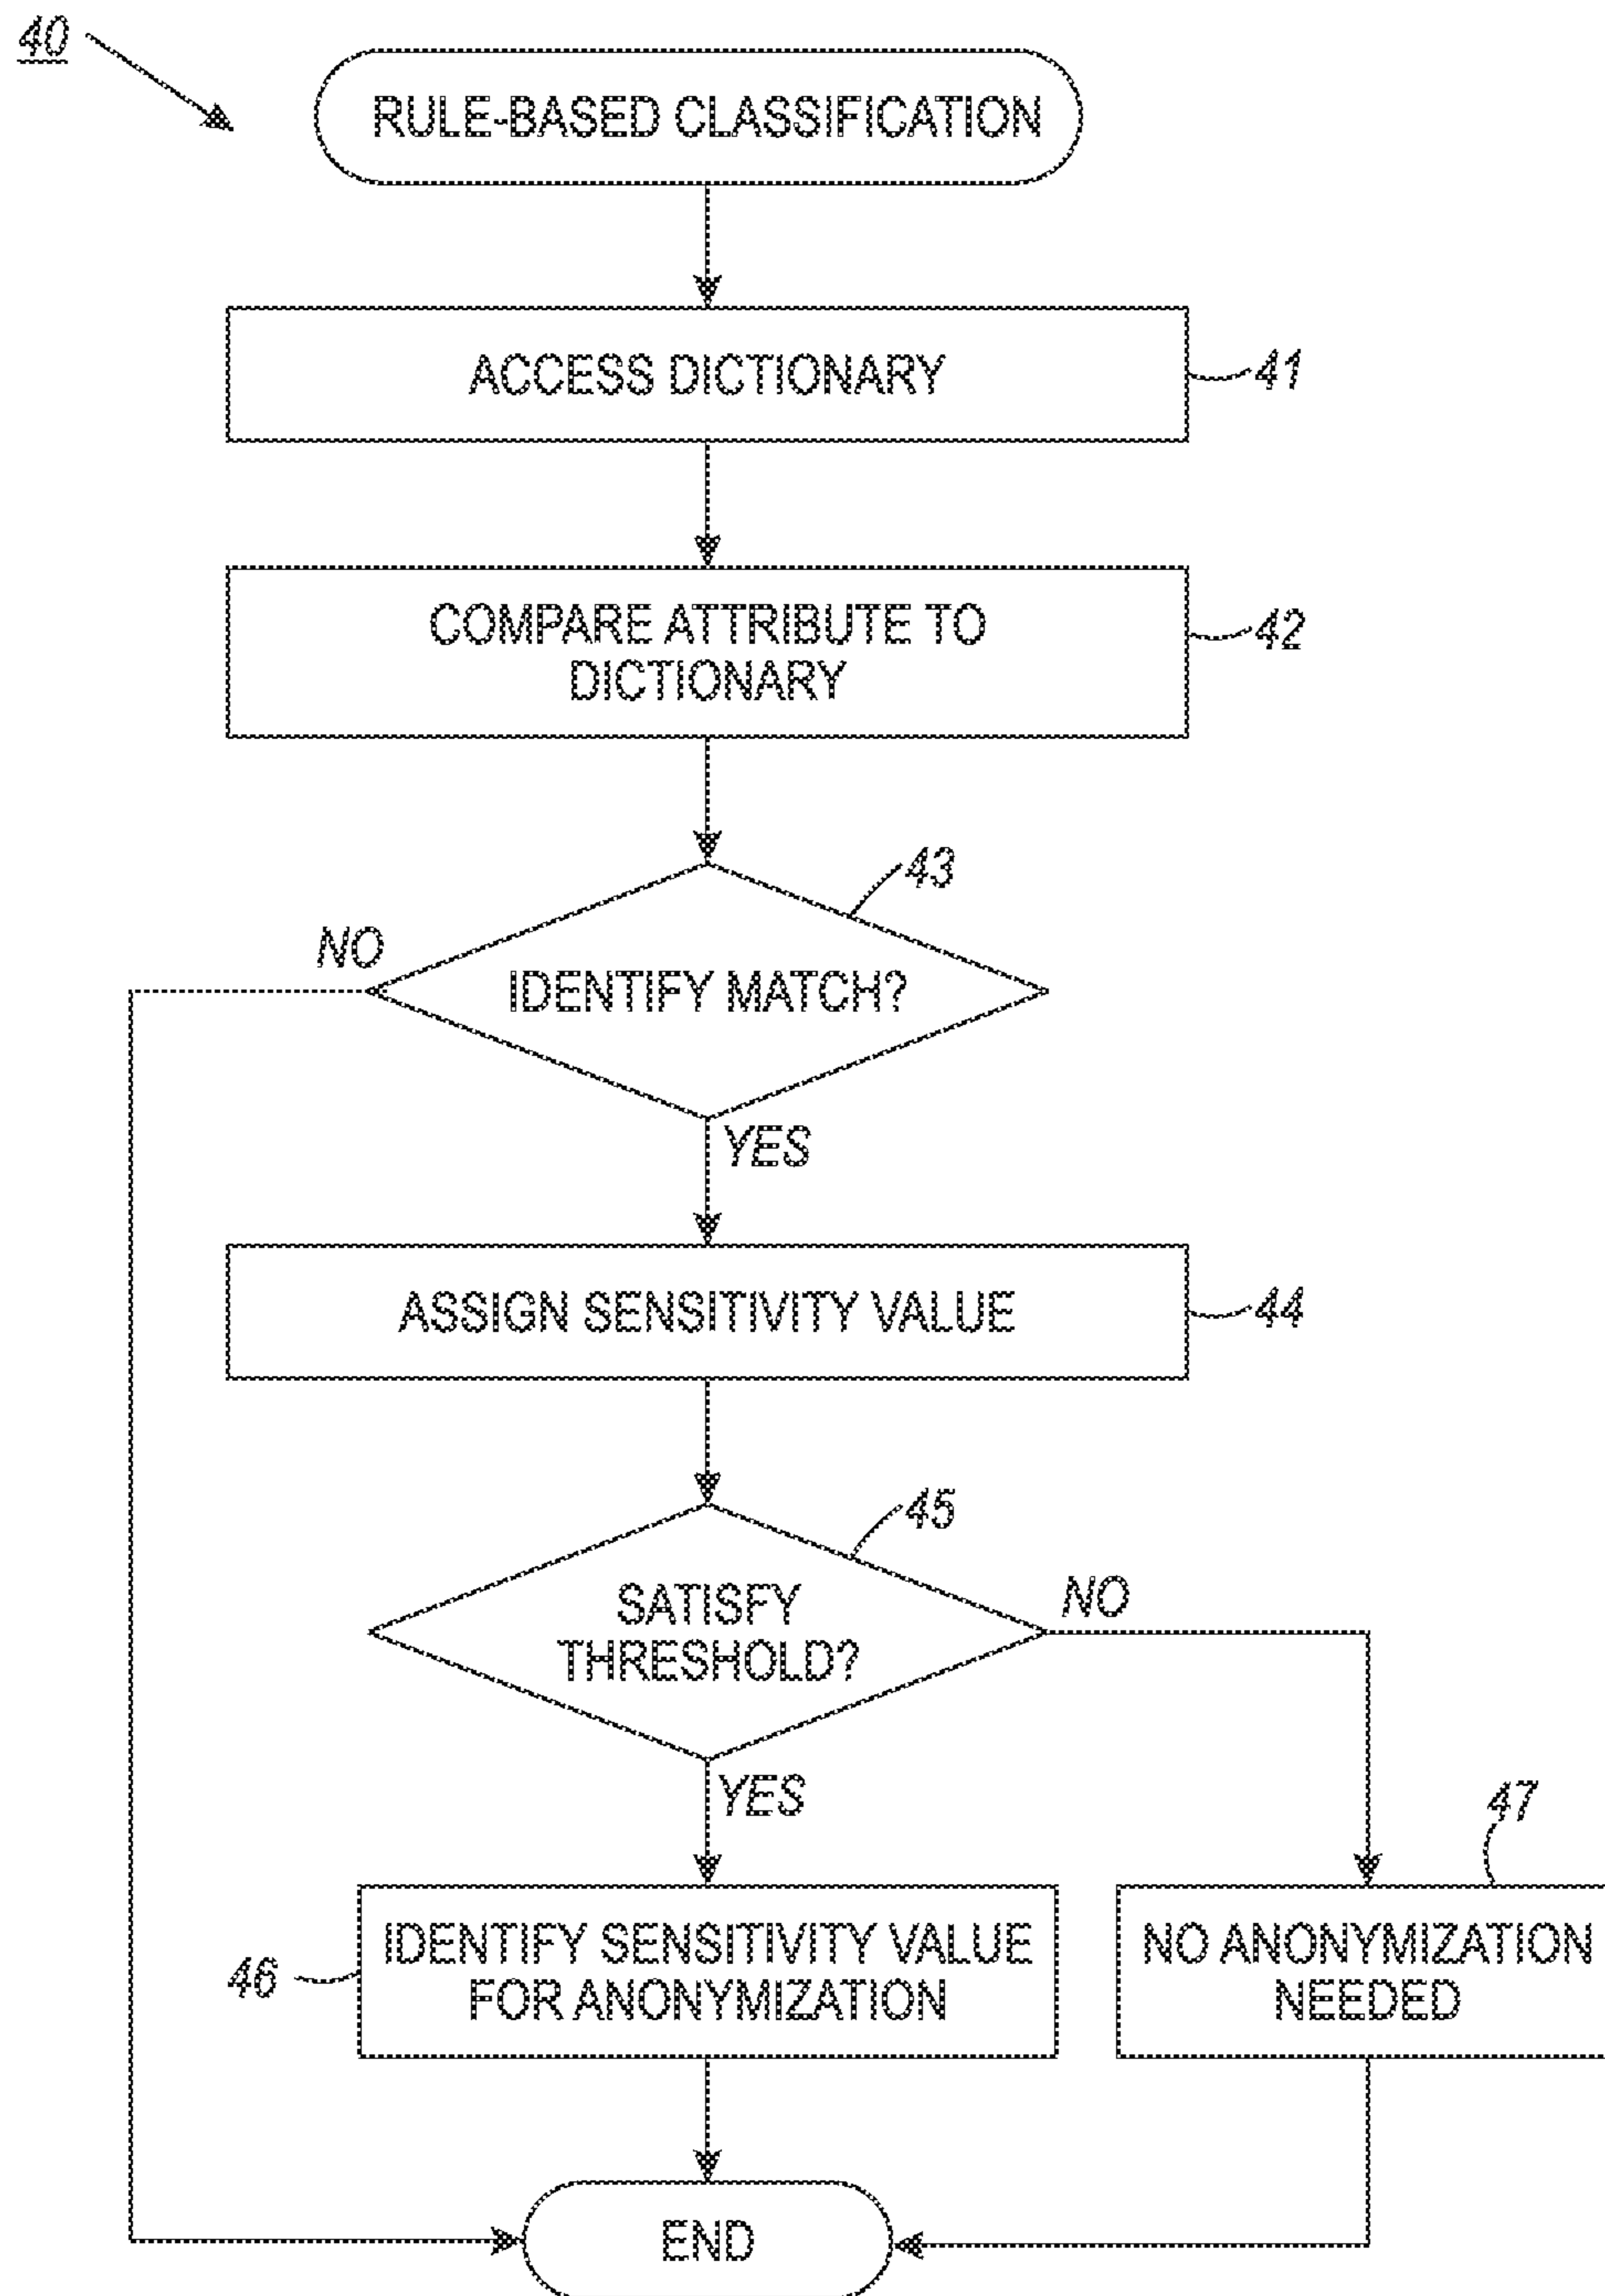 40
RULE-BASED CLASSIFICATION
ACCESS DICTIONARY
41
COMPARE ATTRIBUTE TO
DICTIONARY
42
43
NO
IDENTIFY MATCH?
YES
ASSIGN SENSITIVITY VALUE
44
45
SATISFY
THRESHOLD?
NO
YES
47
IDENTIFY SENSITIVITY VALUE
FOR ANONYMIZATION
46
NO ANONYMIZATION
NEEDED
END